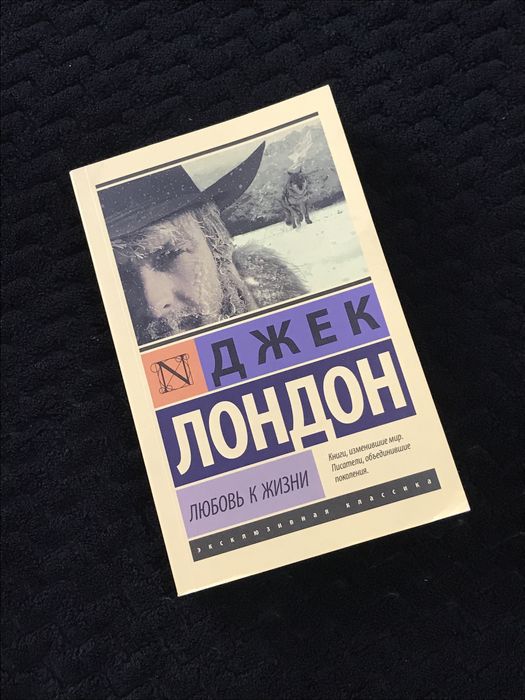 N
ДЖЕК
ЛОНДОН
ЛЮБОВЬ К ЖИЗНИ
Книги, изменившие мир.
Писатели, объединившие
поколения.
эксклюзивная классика